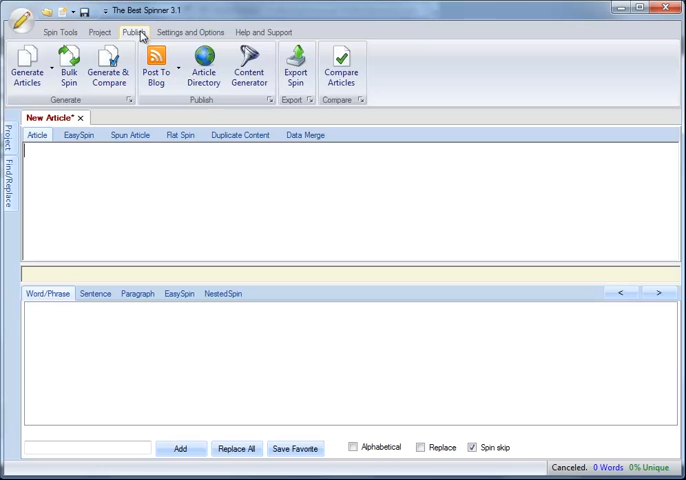 The Best Spinner 3.1
Spin Tools Project Publish Settings and Options Help and Support
Generate Articles
Bulk Spin
Generate & Compare
Post To Blog
Article Directory
Content Generator
Export Spin
Compare Articles
Generate Publish Export Compare
New Article*
Project
Find/Replace
Article EasySpin Spun Article Flat Spin Duplicate Content Data Merge
Word/Phrase Sentence Paragraph EasySpin NestedSpin < >
Add Replace All Save Favorite Alphabetical Replace Spin skip
Canceled. 0 Words 0% Unique